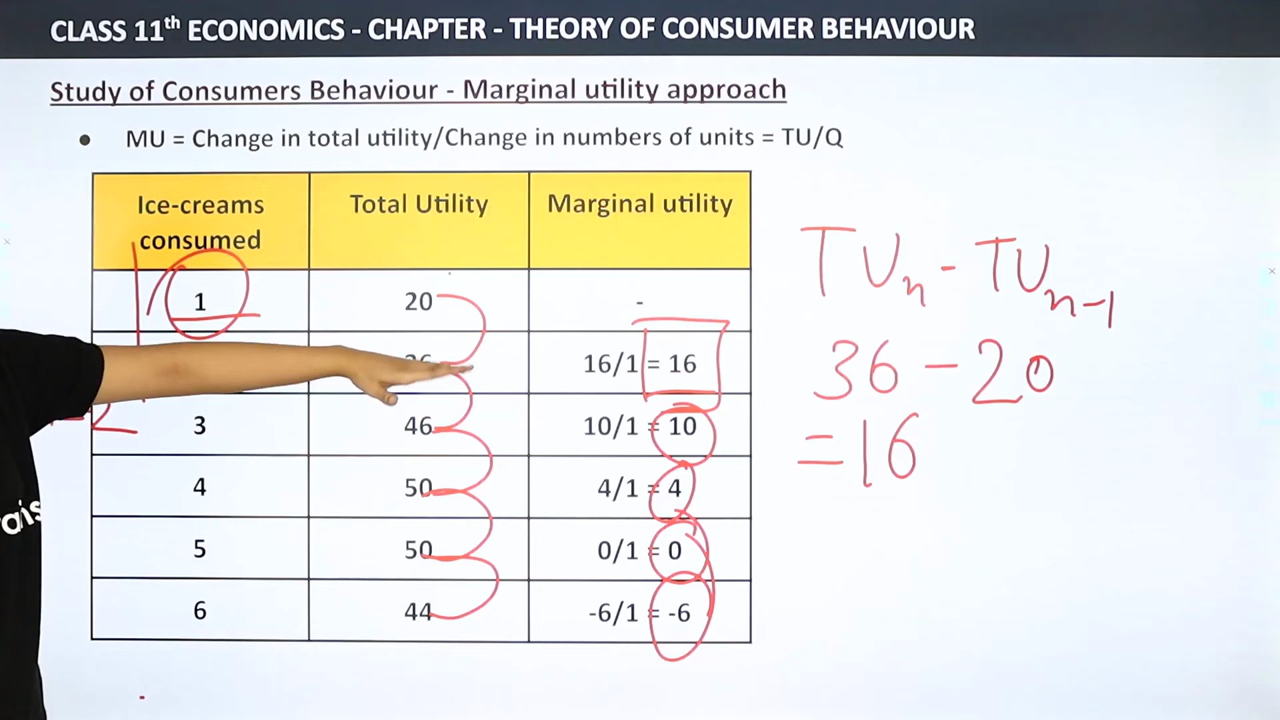 CLASS 11th ECONOMICS - CHAPTER - THEORY OF CONSUMER BEHAVIOUR
Study of Consumers Behaviour - Marginal utility approach
● MU = Change in total utility/Change in numbers of units = TU/Q
Ice-creams consumed Total Utility Marginal utility
1 20 -
36 16/1 = 16
3 46 10/1 = 10
4 50 4/1 = 4
5 50 0/1 = 0
6 44 -6/1 = -6
TUn - TUn-1
36 - 20
= 16